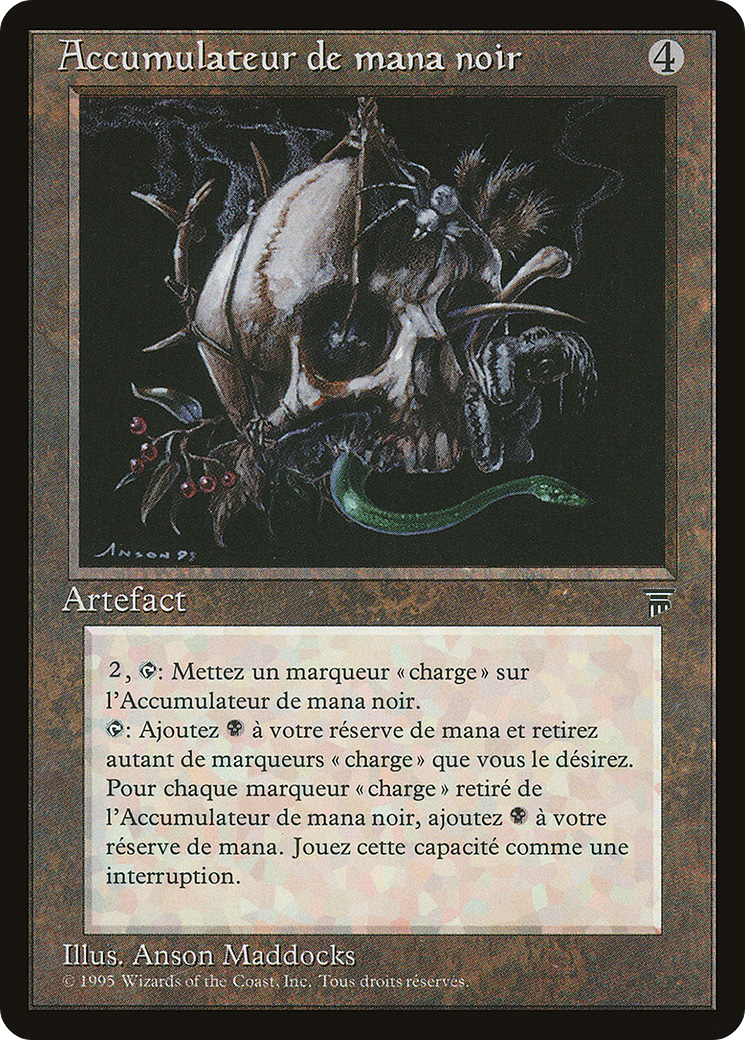 Accumulateur de mana noir
4
ANSON 93
Artefact
2, : Mettez un marqueur «charge» sur
l'Accumulateur de mana noir.
: Ajoutez à votre réserve de mana et retirez
autant de marqueurs «charge» que vous le désirez.
Pour chaque marqueur «charge» retiré de
l'Accumulateur de mana noir, ajoutez à votre
réserve de mana. Jouez cette capacité comme une
interruption.
Illus. Anson Maddocks
© 1995 Wizards of the Coast, Inc. Tous droits réservés.